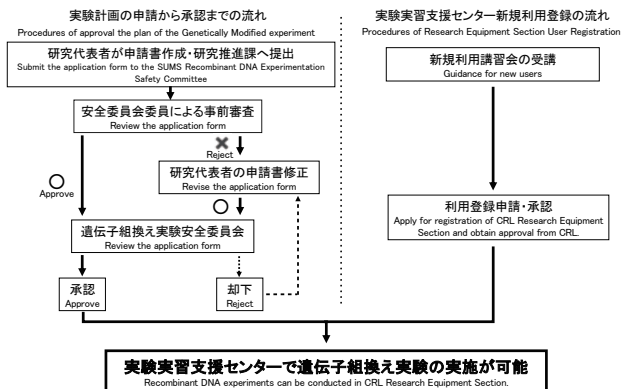 実験計画の申請から承認までの流れ
Procedures of approval the plan of the Genetically Modified experiment
研究代表者が申請書作成・研究推進課へ提出
Submit the application form to the SUMS Recombinant DNA Experimentation
Safety Committee
安全委員会委員による事前審査
Review the application form
Reject
研究代表者の申請書修正
Revise the application form
Approve
遺伝子組換え実験安全委員会
Review the application form
承認
Approve
却下
Reject
実験実習支援センター新規利用登録の流れ
Procedures of Research Equipment Section User Registration
新規利用講習会の受講
Guidance for new users
利用登録申請・承認
Apply for registration of CRL Research Equipment
Section and obtain approval from CRL.
実験実習支援センターで遺伝子組換え実験の実施が可能
Recombinant DNA experiments can be conducted in CRL Research Equipment Section.